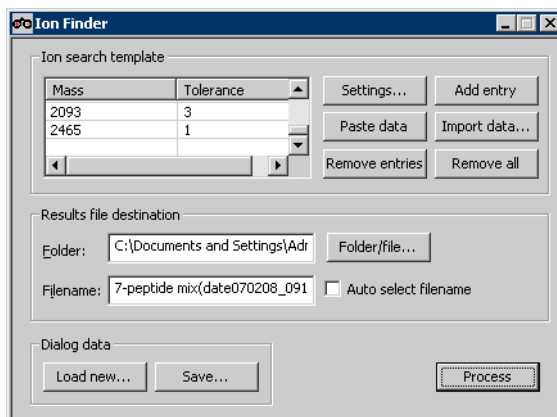 Ion Finder
Ion search template
Mass Tolerance
2093 3
2465 1
Settings... Add entry
Paste data Import data...
Remove entries Remove all
Results file destination
Folder: C:\Documents and Settings\Adr Folder/file...
Filename: 7-peptide mix(date070208_091 Auto select filename
Dialog data
Load new... Save... Process